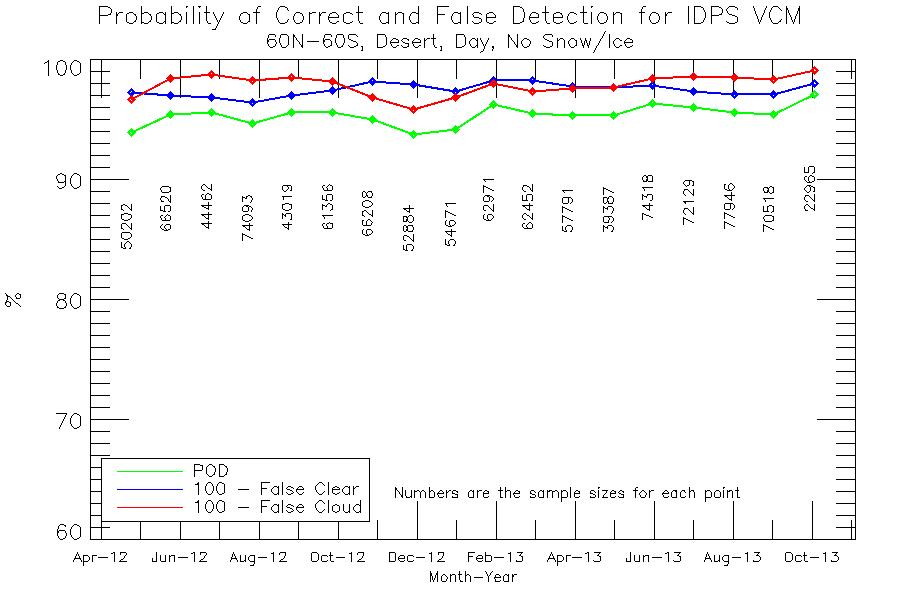 Probability of Correct and False Detection for IDPS VCM
60N-60S, Desert, Day, No Snow/Ice
100
90
80
70
60
%
50202 66520 44462 74093 43019 61356 66208 52884 54671 62971 62452 57791 39387 74318 72129 77946 70518 22965
POD
100 - False Clear
100 - False Cloud
Numbers are the sample sizes for each point
Apr-12 Jun-12 Aug-12 Oct-12 Dec-12 Feb-13 Apr-13 Jun-13 Aug-13 Oct-13
Month-Year